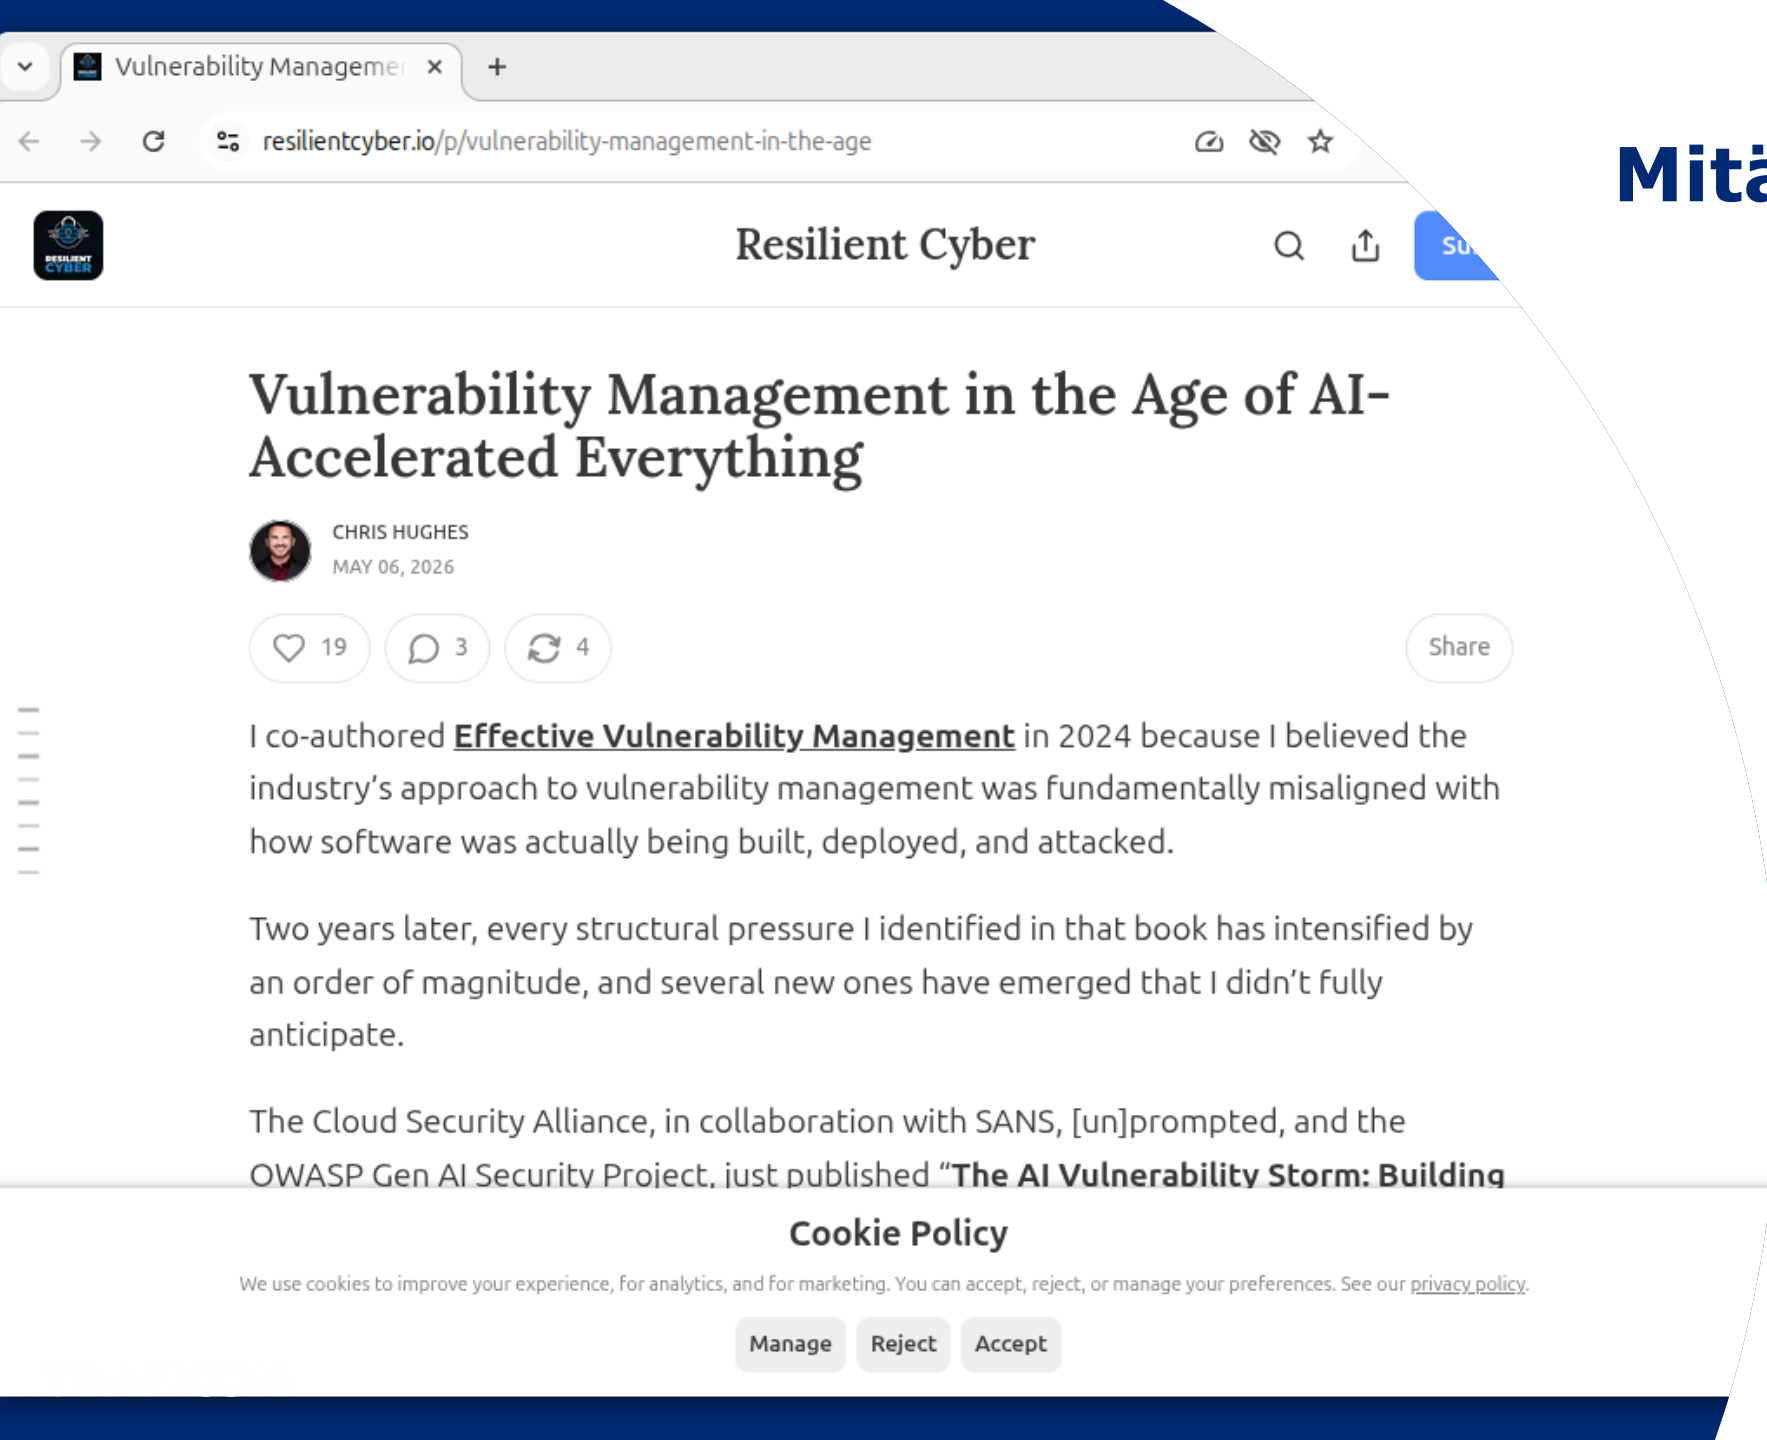 Vulnerability Manageme
resilientcyber.io/p/vulnerability-management-in-the-age
Mitä
RESILIENT
CYBER
Resilient Cyber
Vulnerability Management in the Age of AI-
Accelerated Everything
CHRIS HUGHES
MAY 06, 2026
19
3
4
Share
I co-authored Effective Vulnerability Management in 2024 because I believed the
industry’s approach to vulnerability management was fundamentally misaligned with
how software was actually being built, deployed, and attacked.
Two years later, every structural pressure I identified in that book has intensified by
an order of magnitude, and several new ones have emerged that I didn’t fully
anticipate.
The Cloud Security Alliance, in collaboration with SANS, [un]prompted, and the
OWASP Gen AI Security Project, just published “The AI Vulnerability Storm: Building
Cookie Policy
We use cookies to improve your experience, for analytics, and for marketing. You can accept, reject, or manage your preferences. See our privacy policy.
Manage
Reject
Accept